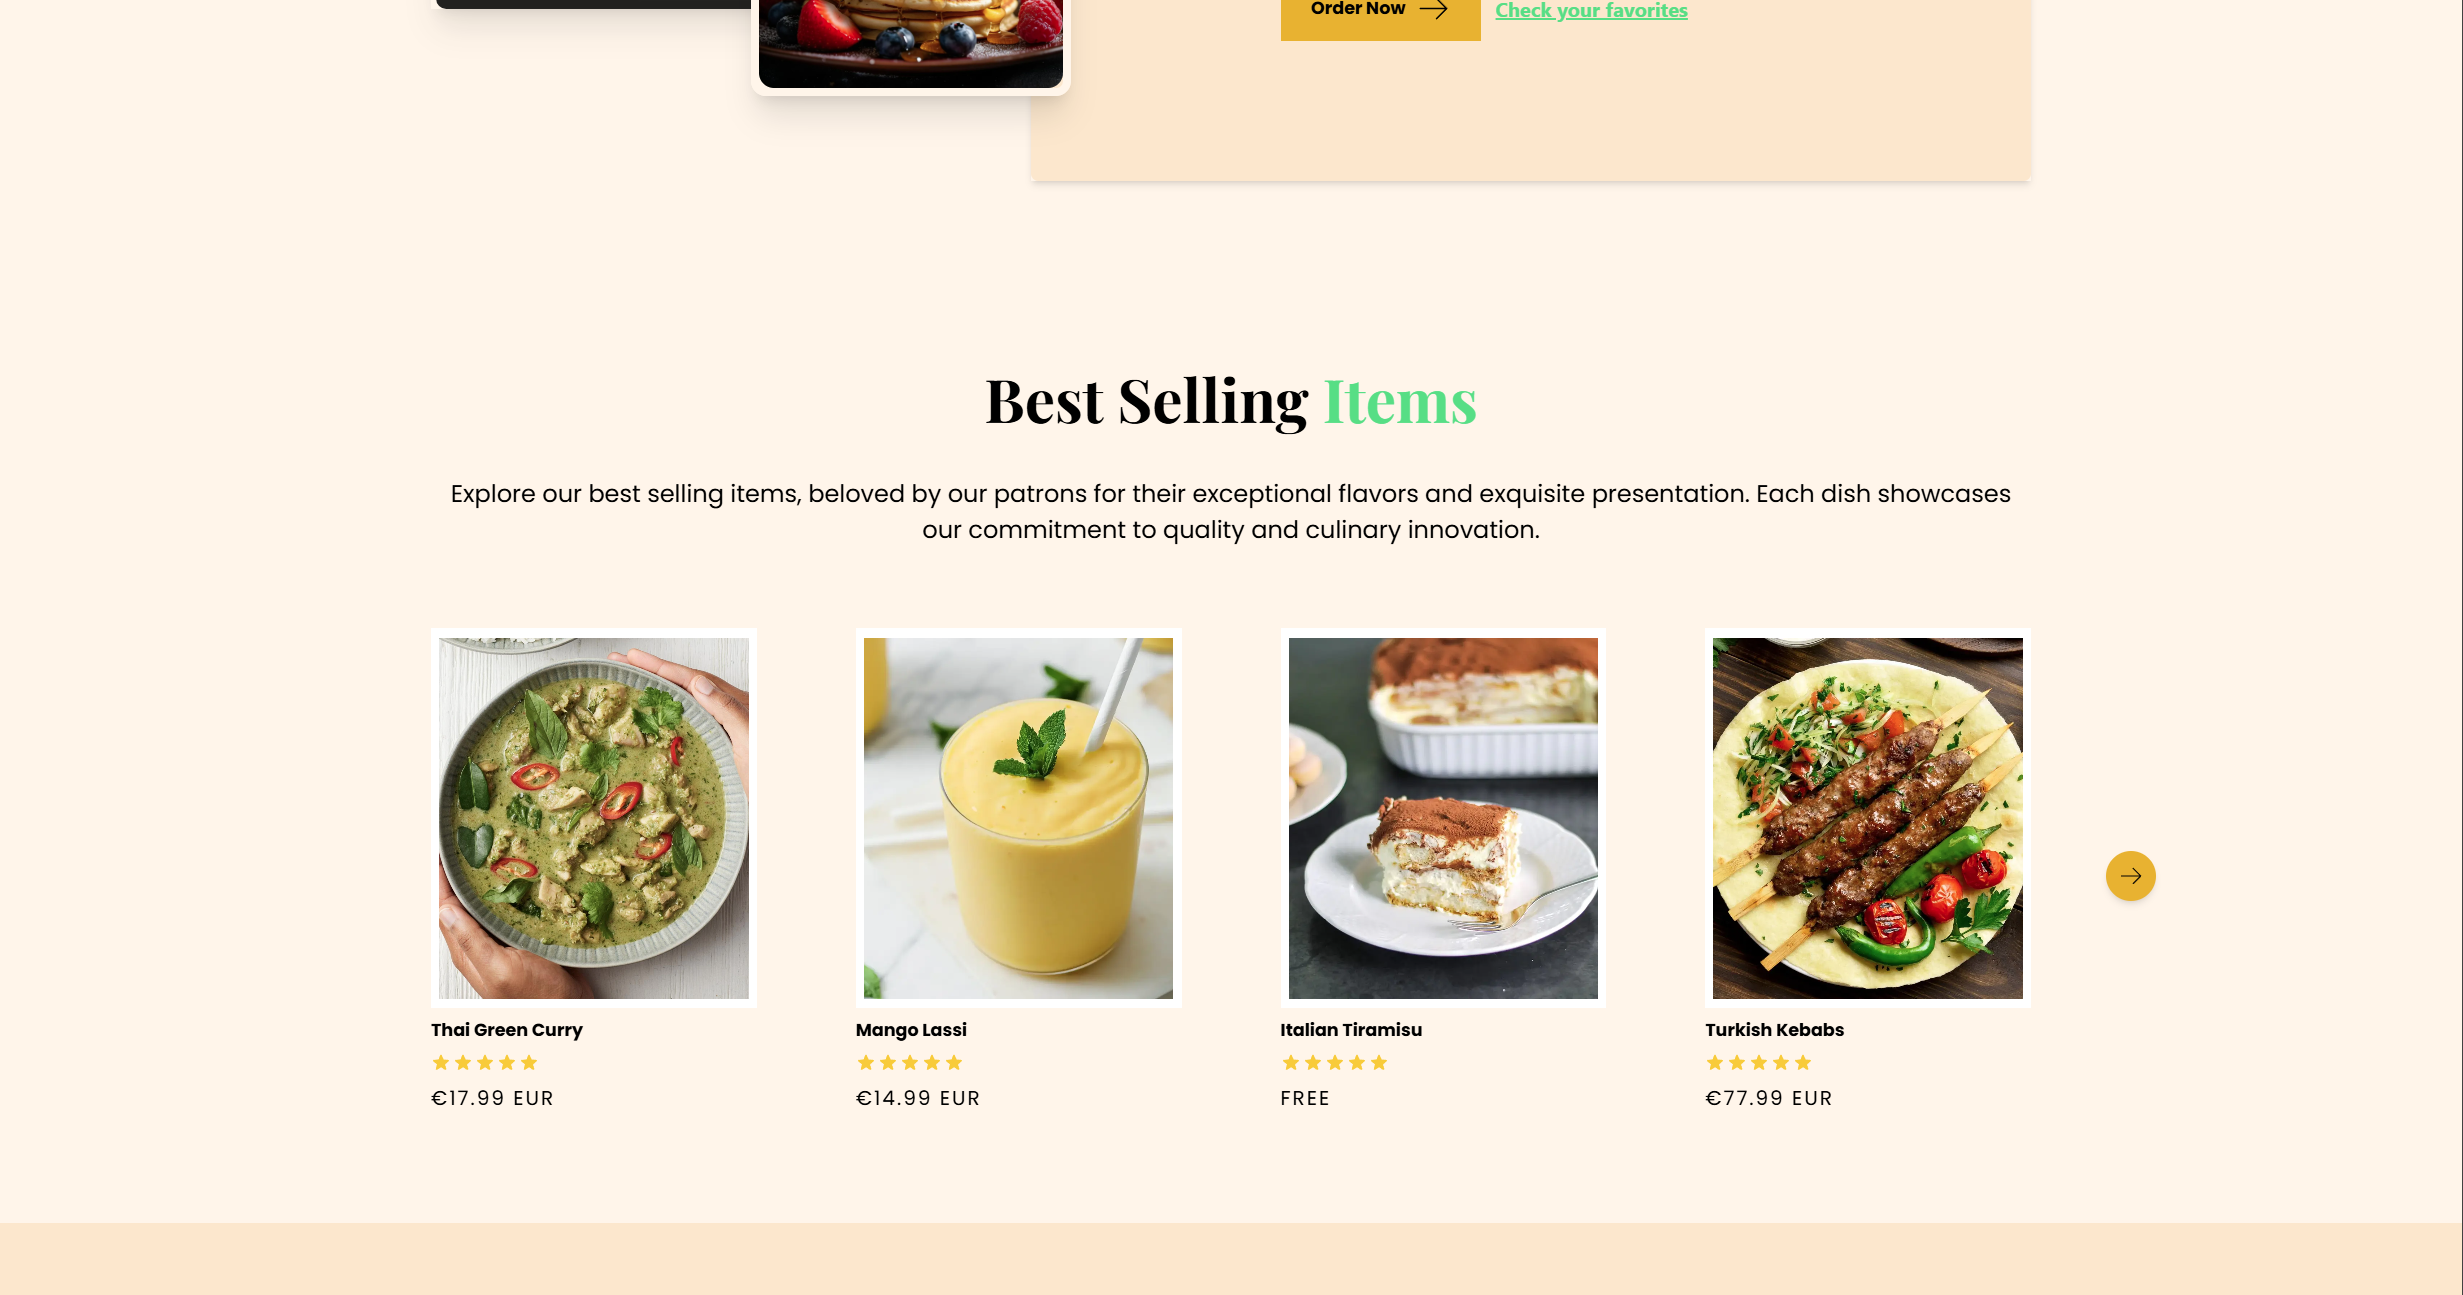 Order Now
Check your favorites
Best Selling Items
Explore our best selling items, beloved by our patrons for their exceptional flavors and exquisite presentation. Each dish showcases
our commitment to quality and culinary innovation.
Thai Green Curry
€17.99 EUR
Mango Lassi
€14.99 EUR
Italian Tiramisu
FREE
Turkish Kebabs
€77.99 EUR